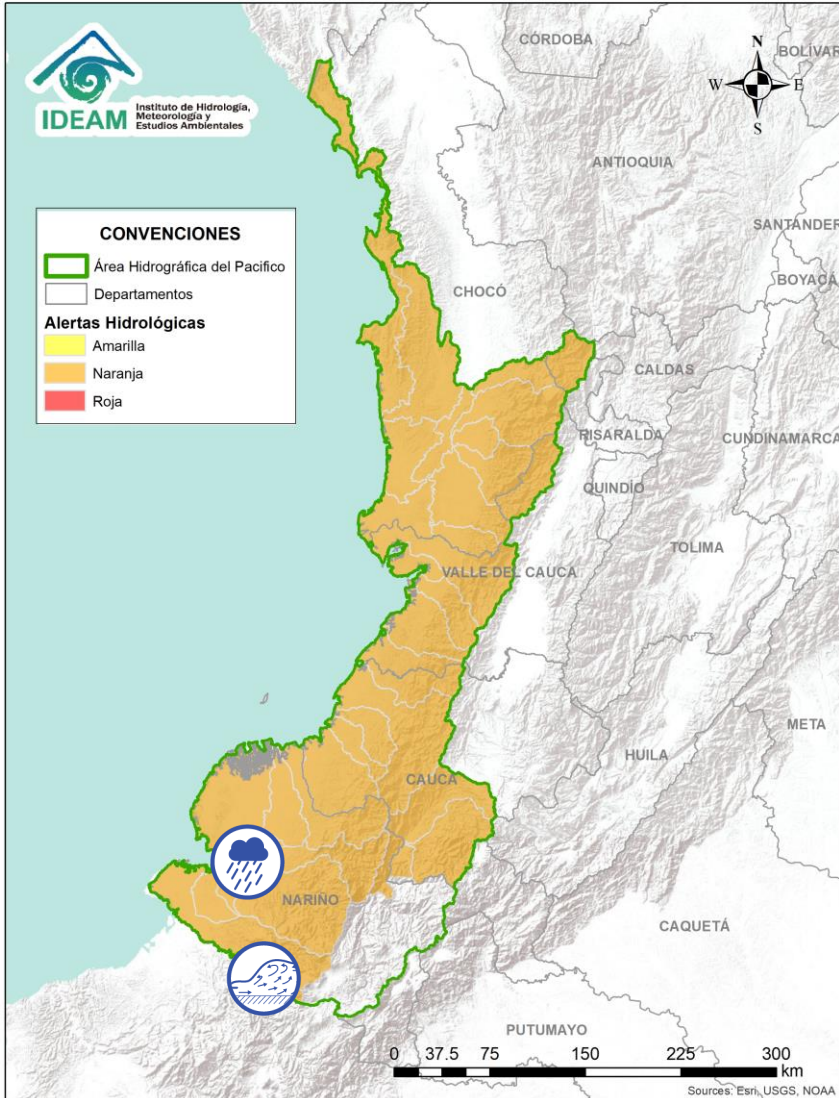 IDEAM
Instituto de Hidrología,
Meteorología y
Estudios Ambientales
CONVENCIONES
Área Hidrográfica del Pacifico
Departamentos
Alertas Hidrológicas
Amarilla
Naranja
Roja
N
W E
S
CÓRDOBA
BOLÍVAR
ANTIOQUIA
SANTANDER
BOYACÁ
CHOCÓ
CALDAS
RISARALDA
CUNDINAMARCA
QUINDÍO
TOLIMA
VALLE DEL CAUCA
META
HUILA
CAUCA
NARIÑO
CAQUETÁ
PUTUMAYO
0 37.5 75 150 225 300
km
Sources: Esri, USGS, NOAA